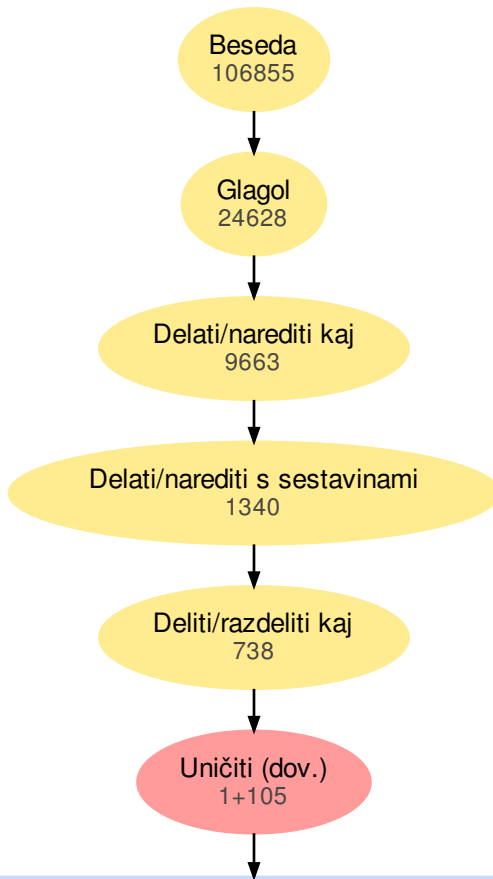 Beseda
106855
Glagol
24628
Delati/narediti kaj
9663
Delati/narediti s sestavinami
1340
Deliti/razdeliti kaj
738
Uničiti (dov.)
1+105